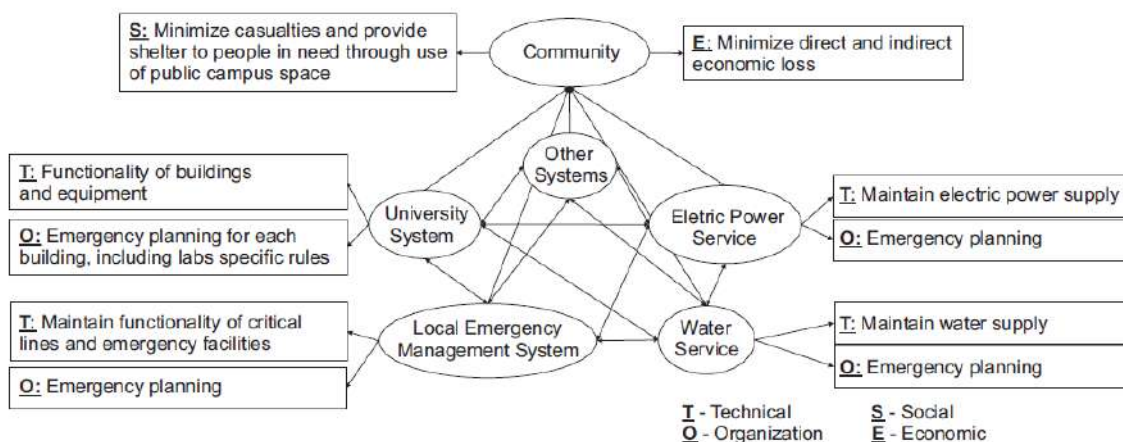 S: Minimize casualties and provide
shelter to people in need through use
of public campus space
Community
E: Minimize direct and indirect
economic loss
Other
Systems
T: Functionality of buildings
and equipment
O: Emergency planning for each
building, including labs specific rules
University
System
Eletric Power
Service
T: Maintain electric power supply
O: Emergency planning
T: Maintain functionality of critical
lines and emergency facilities
O: Emergency planning
Local Emergency
Management System
Water
Service
T: Maintain water supply
O: Emergency planning
T - Technical
O - Organization
S - Social
E - Economic